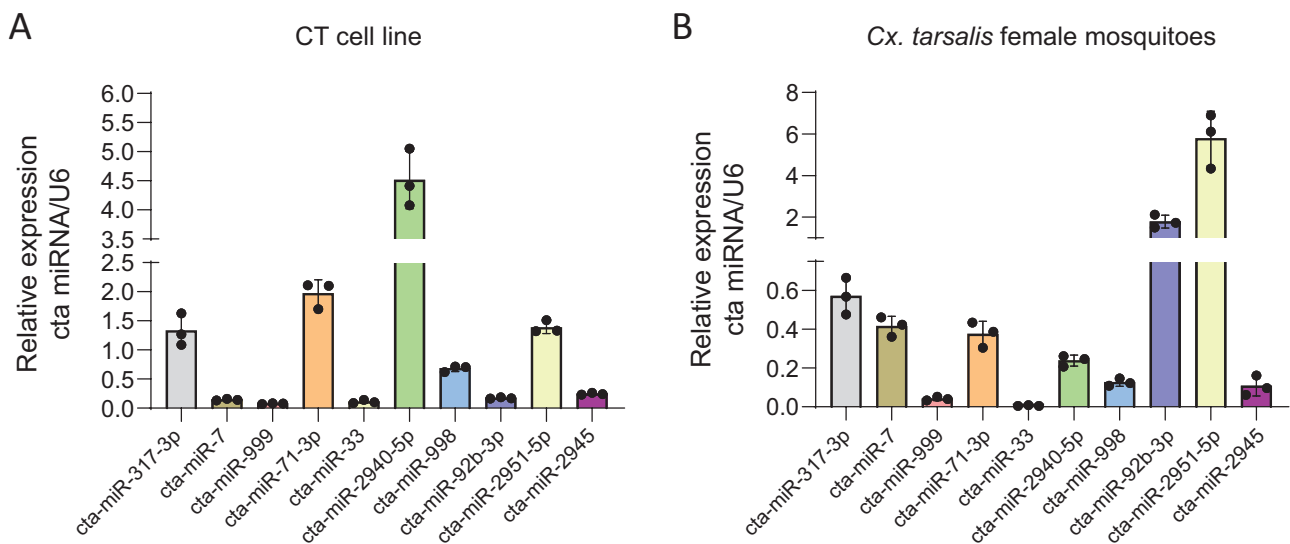 A
CT cell line
Relative expression
cta miRNA/U6
6.0
5.5
5.0
4.5
4.0
3.5
2.5
2.0
1.5
1.0
0.5
0.0
cta-miR-317-3p
cta-miR-7
cta-miR-999
cta-miR-71-3p
cta-miR-33
cta-miR-2940-5p
cta-miR-998
cta-miR-92b-3p
cta-miR-2951-5p
cta-miR-2945
B
Cx. tarsalis female mosquitoes
Relative expression
cta miRNA/U6
8
6
4
2
0.6
0.4
0.2
0.0
cta-miR-317-3p
cta-miR-7
cta-miR-999
cta-miR-71-3p
cta-miR-33
cta-miR-2940-5p
cta-miR-998
cta-miR-92b-3p
cta-miR-2951-5p
cta-miR-2945